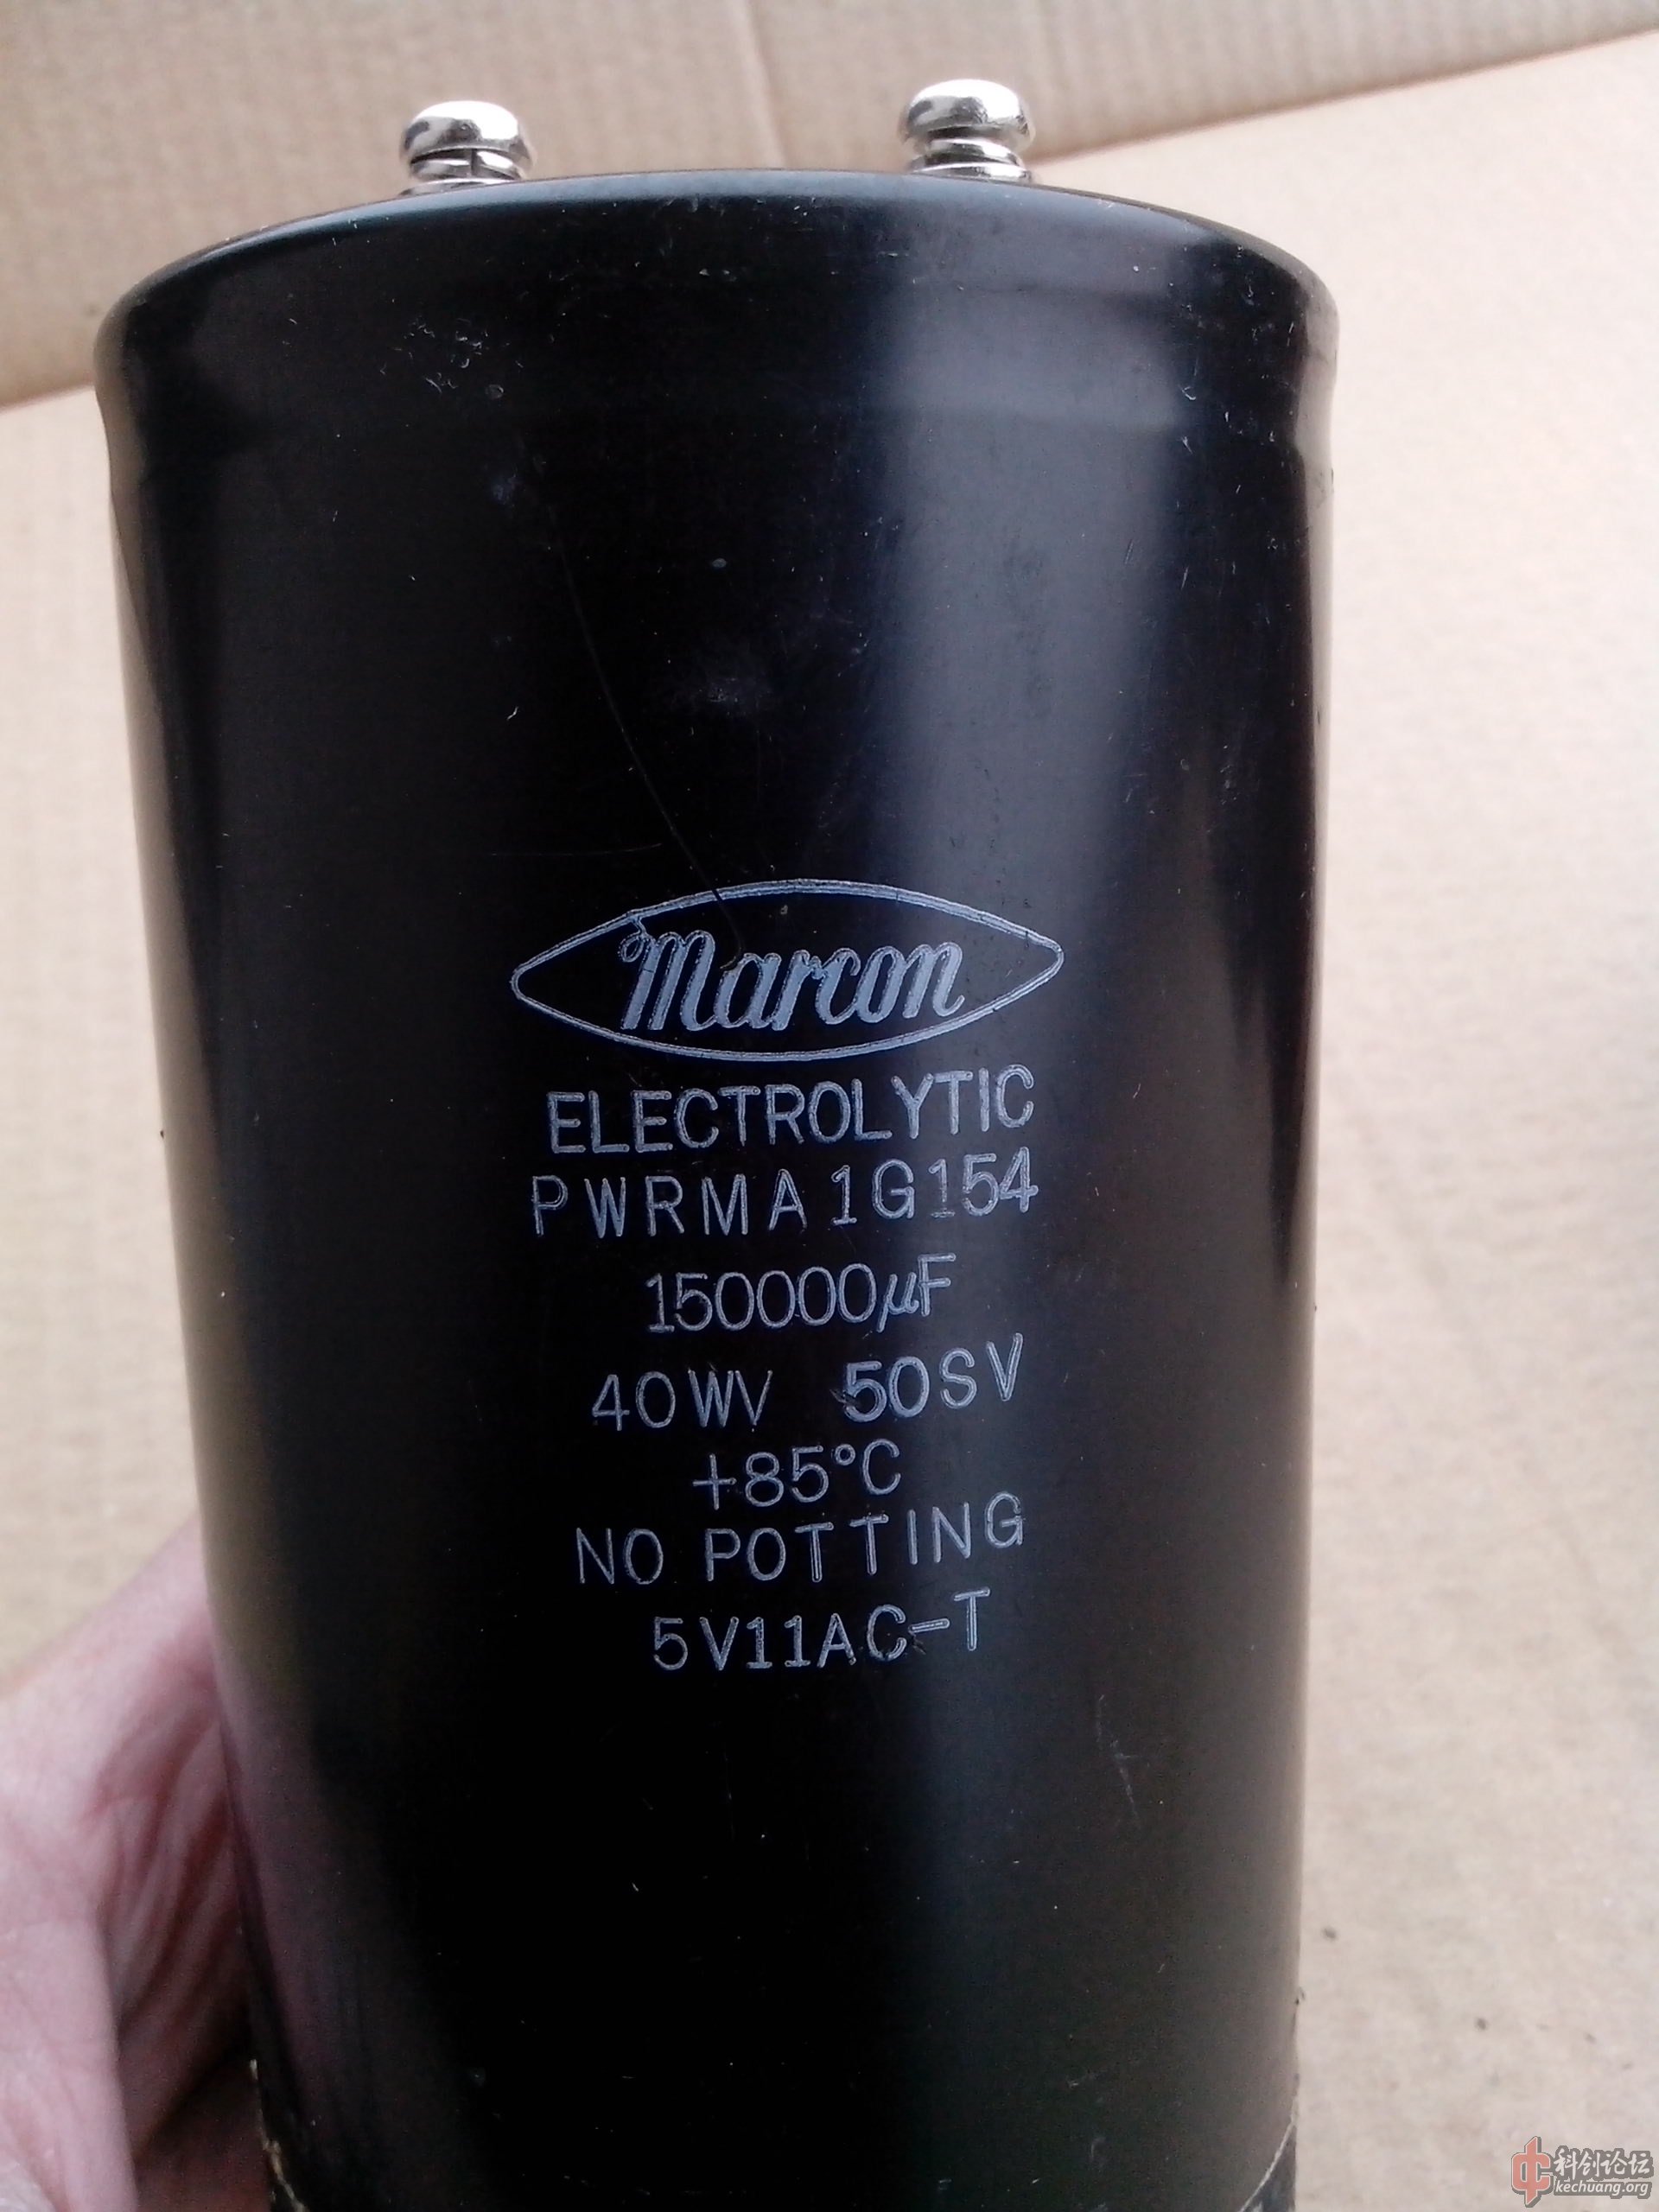 Marcon
ELECTROLYTIC
PWRMA1G154
150000μF
40WV 50SV
+85°C
NO POTTING
5V11AC-T
科创论坛
kechuang.org